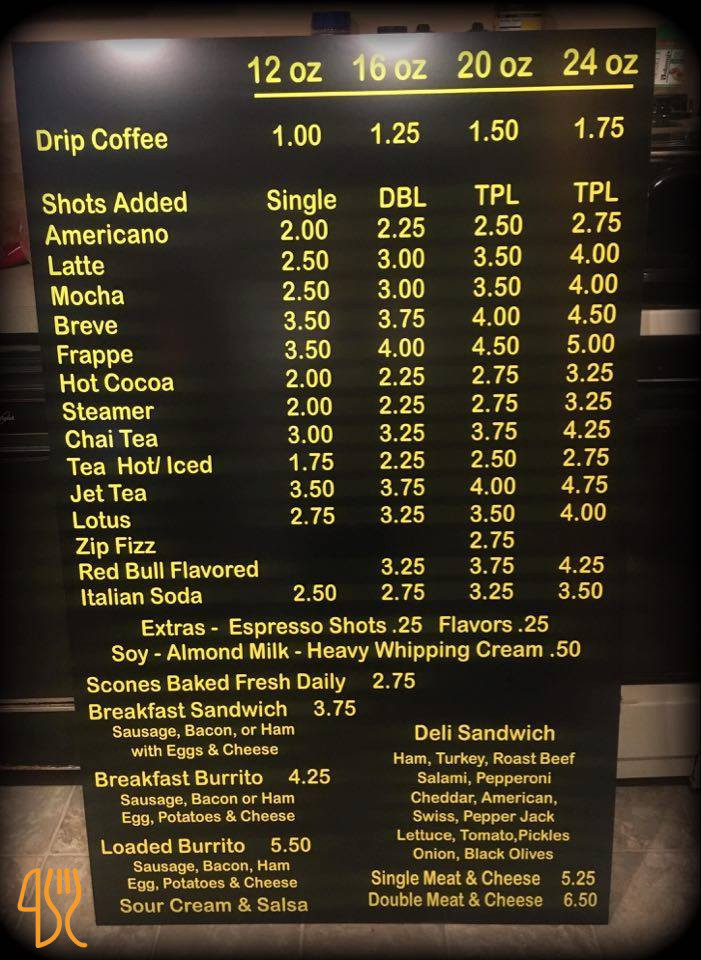 12 oz 16 oz 20 oz 24 oz
Drip Coffee 1.00 1.25 1.50 1.75
Shots Added Single DBL TPL TPL
Americano 2.00 2.25 2.50 2.75
Latte 2.50 3.00 3.50 4.00
Mocha 2.50 3.00 3.50 4.00
Breve 3.50 3.75 4.00 4.50
Frappe 3.50 4.00 4.50 5.00
Hot Cocoa 2.00 2.25 2.75 3.25
Steamer 2.00 2.25 2.75 3.25
Chai Tea 3.00 3.25 3.75 4.25
Tea Hot/ Iced 1.75 2.25 2.50 2.75
Jet Tea 3.50 3.75 4.00 4.75
Lotus 2.75 3.25 3.50 4.00
Zip Fizz 2.75
Red Bull Flavored 3.25 3.75 4.25
Italian Soda 2.50 2.75 3.25 3.50
Extras - Espresso Shots .25 Flavors .25
Soy - Almond Milk - Heavy Whipping Cream .50
Scones Baked Fresh Daily 2.75
Breakfast Sandwich 3.75
Sausage, Bacon, or Ham
with Eggs & Cheese
Breakfast Burrito 4.25
Sausage, Bacon or Ham
Egg, Potatoes & Cheese
Loaded Burrito 5.50
Sausage, Bacon, Ham
Egg, Potatoes & Cheese
Sour Cream & Salsa
Deli Sandwich
Ham, Turkey, Roast Beef
Salami, Pepperoni
Cheddar, American,
Swiss, Pepper Jack
Lettuce, Tomato,Pickles
Onion, Black Olives
Single Meat & Cheese 5.25
Double Meat & Cheese 6.50